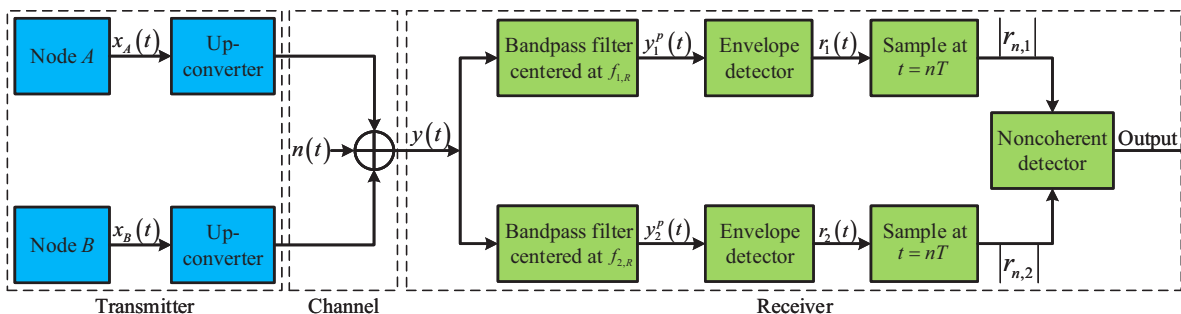 Node A
x_A(t)
Up-
converter
n(t)
y(t)
Bandpass filter
centered at f_{1,R}
y_1^p(t)
Envelope
detector
r_1(t)
Sample at
t = nT
|r_{n,1}|
Noncoherent
detector
Output
Node B
x_B(t)
Up-
converter
Bandpass filter
centered at f_{2,R}
y_2^p(t)
Envelope
detector
r_2(t)
Sample at
t = nT
|r_{n,2}|
Transmitter
Channel
Receiver